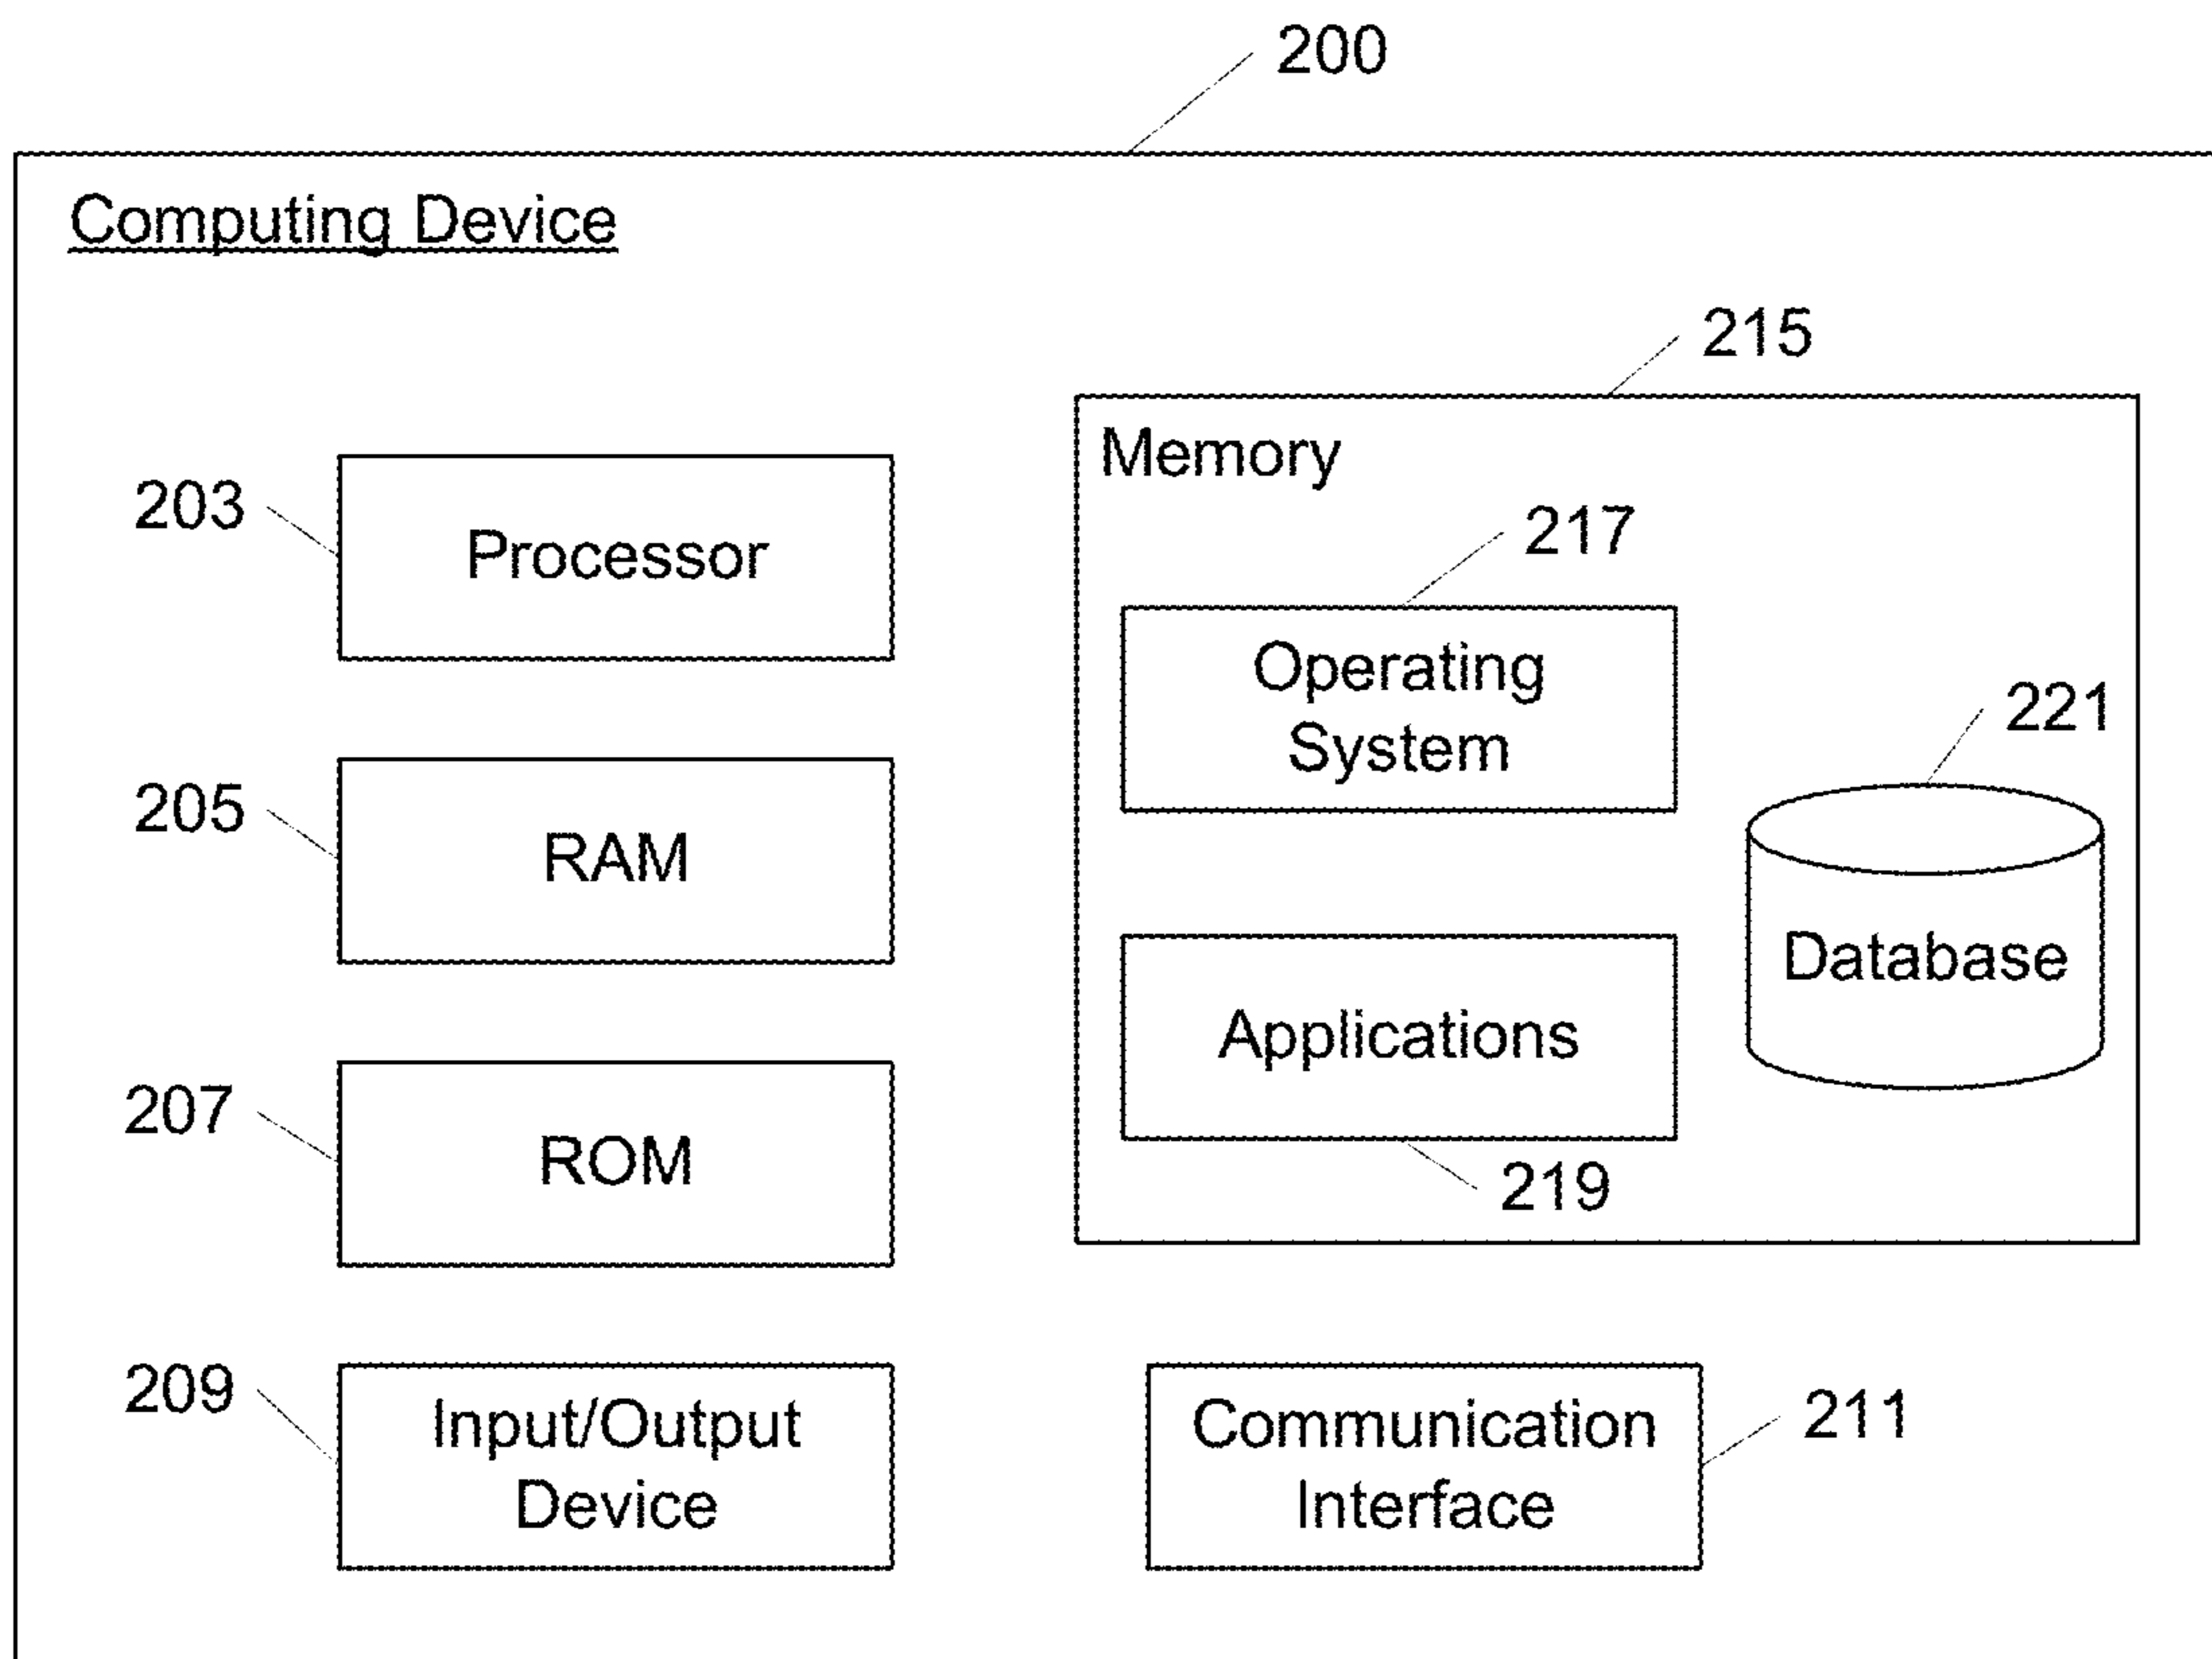 200
Computing Device
215
Memory
203
Processor
217
Operating
System
221
205
RAM
Database
Applications
207
ROM
219
209
Input/Output
Device
Communication
Interface
211